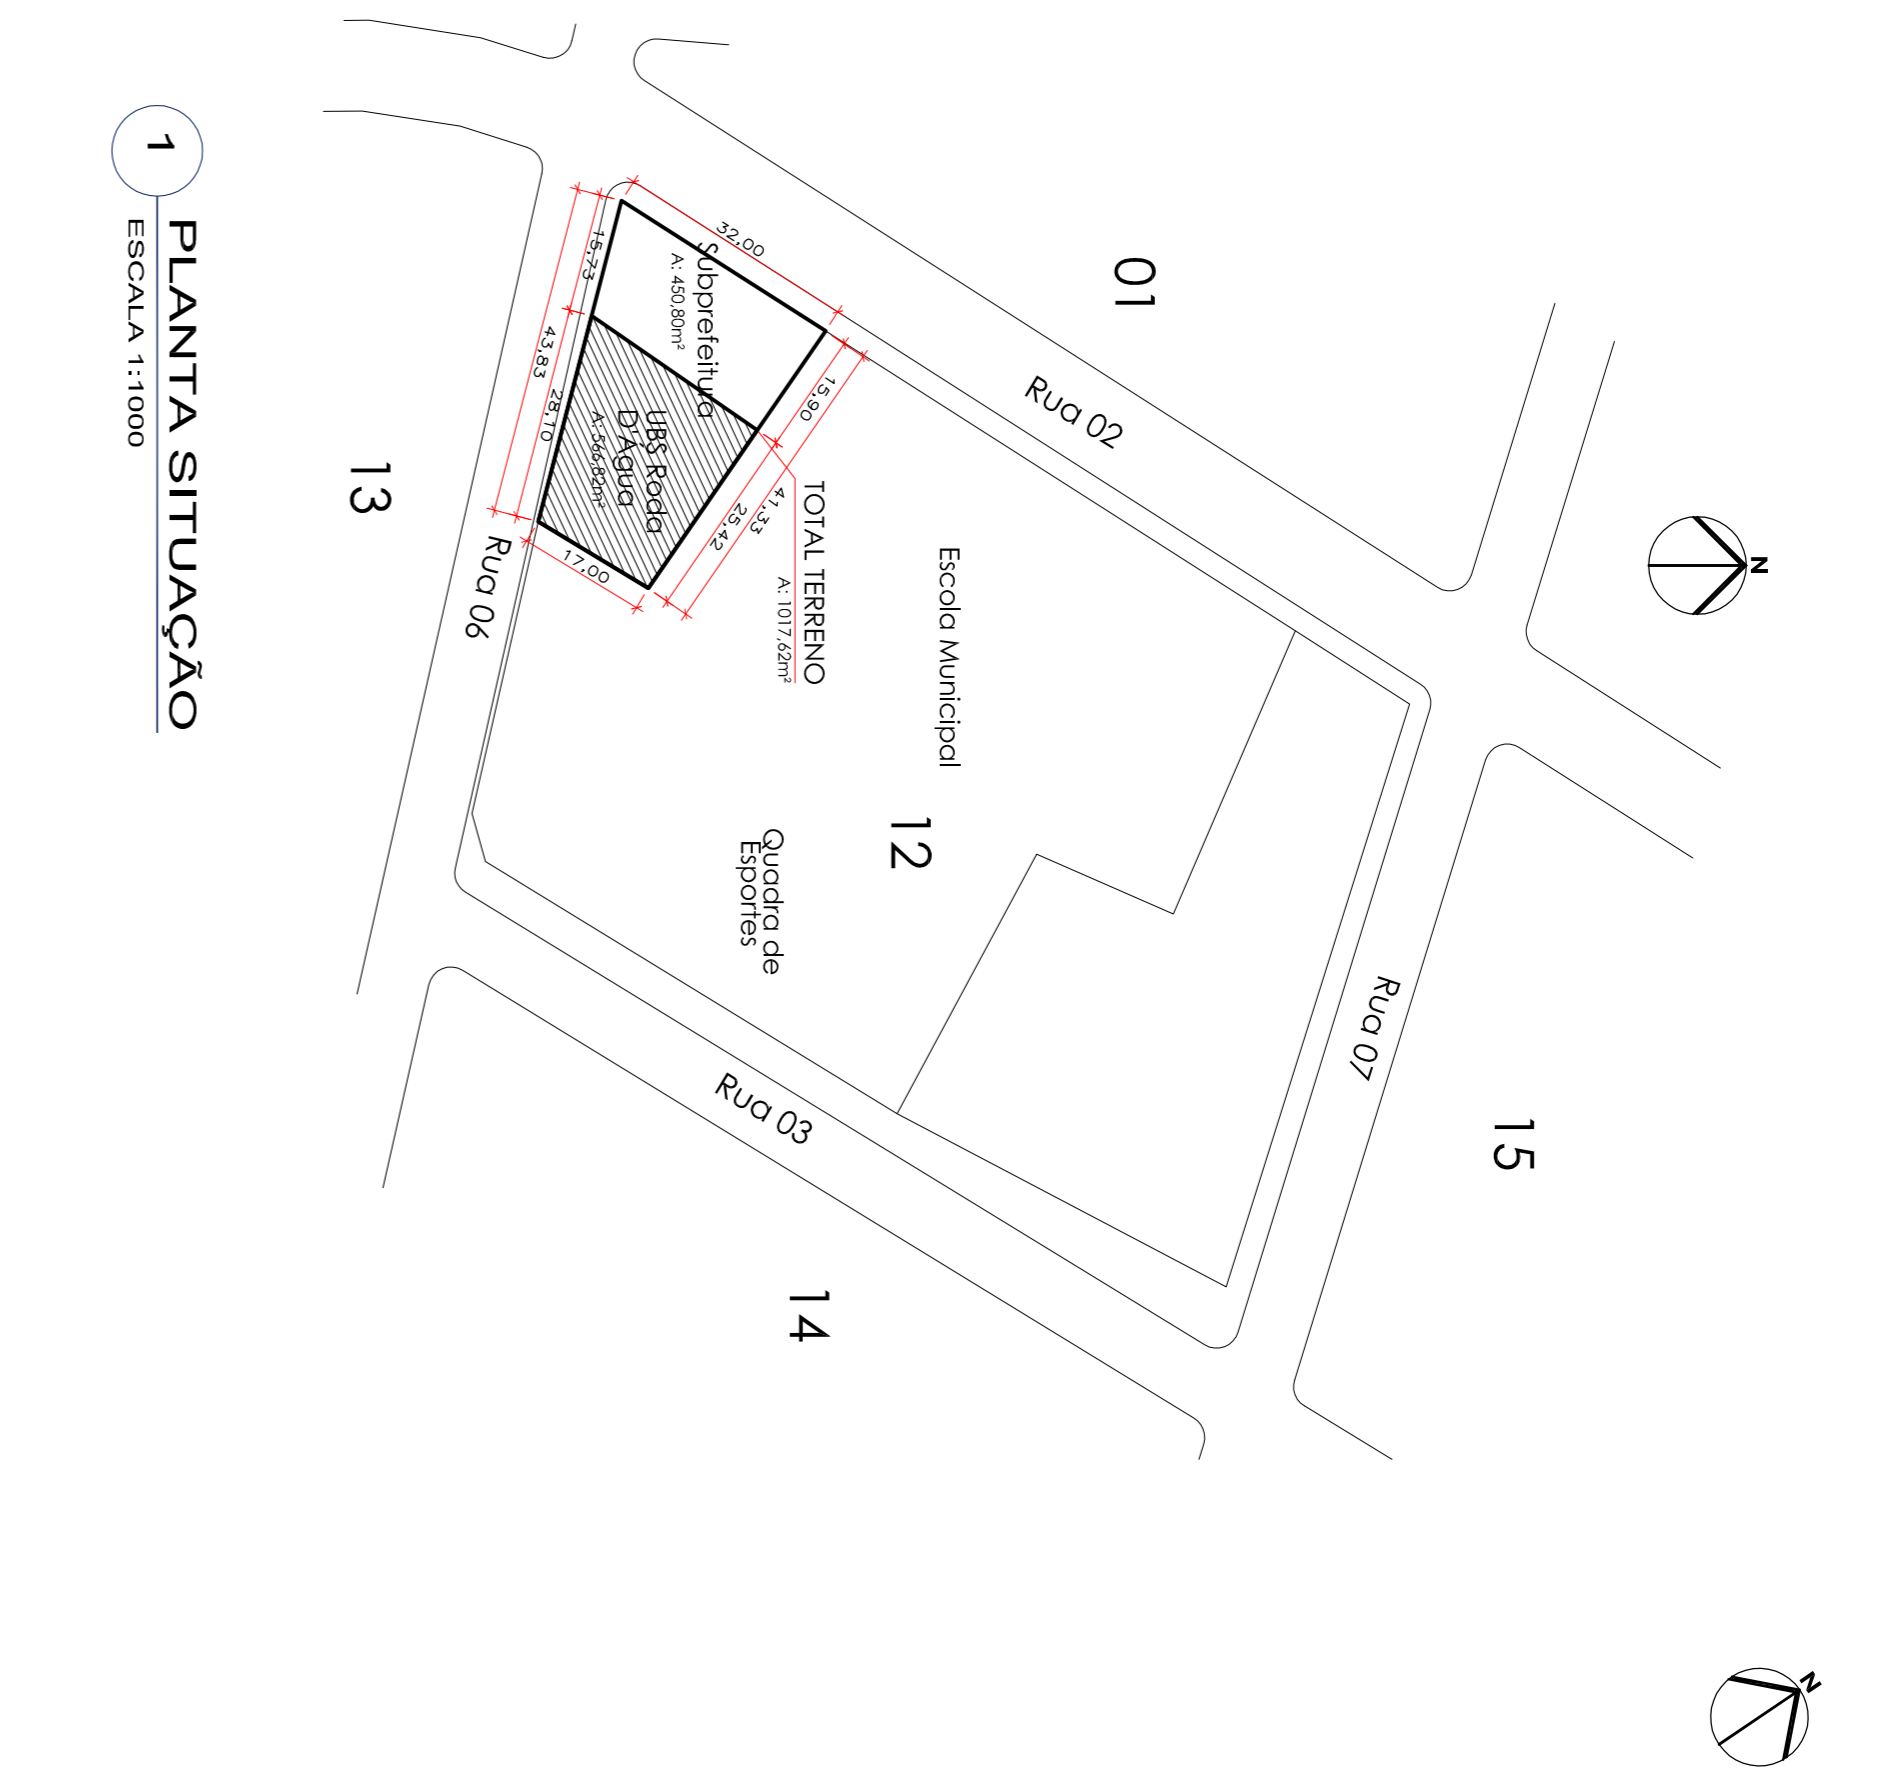 1
PLANTA SITUAÇÃO
ESCALA 1:1000
01
Rua 02
32,00
Subprefeitura
A: 450,80m²
15,73
43,83
28,10
15,90
41,33
25,42
UBS Roda
D'Água
A: 566,82m²
17,00
TOTAL TERRENO
A: 1017,62m²
Rua 06
13
Escola Municipal
12
Quadra de
Esportes
Rua 07
15
Rua 03
14
N
N